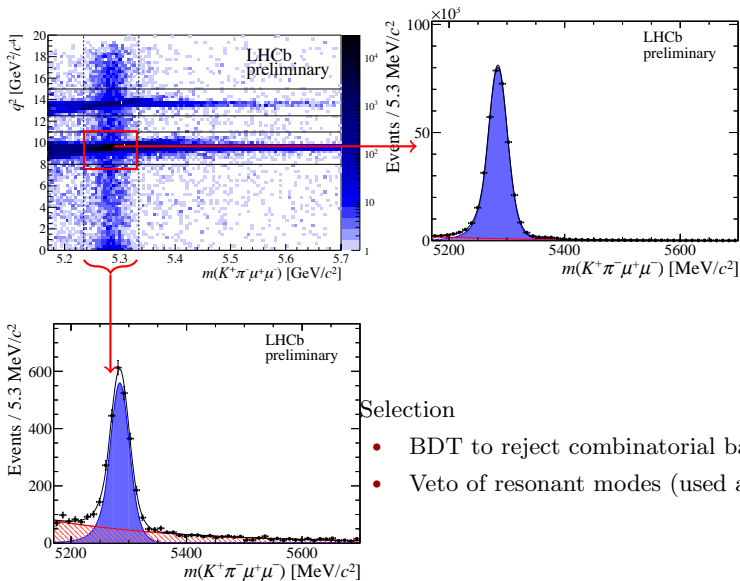 LHCb
preliminary
q² [GeV²/c⁴]
20
18
16
14
12
10
8
6
4
2
0
5.2
5.3
5.4
5.5
5.6
5.7
m(K⁺π⁻μ⁺μ⁻) [GeV/c²]
10⁴
10³
10²
10
1
×10³
100
50
0
Events / 5.3 MeV/c²
LHCb
preliminary
5200
5400
5600
m(K⁺π⁻μ⁺μ⁻) [MeV/c²]
Events / 5.3 MeV/c²
600
400
200
0
LHCb
preliminary
5200
5400
5600
m(K⁺π⁻μ⁺μ⁻) [MeV/c²]
Selection
• BDT to reject combinatorial ba
• Veto of resonant modes (used a